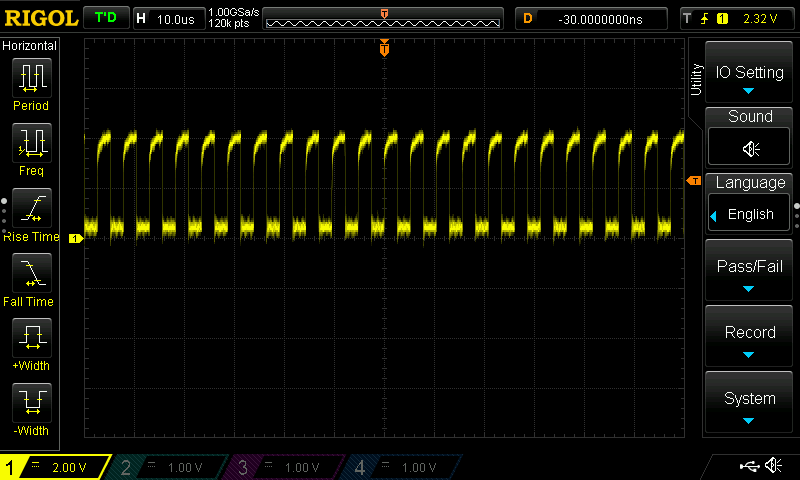 RIGOL T'D H 10.0us 1.00GSa/s 120k pts T D -30.0000000ns T 1 2.32 V
Horizontal
Period
Freq
Rise Time
Fall Time
+Width
-Width
T
T
1
Utility
IO Setting
Sound
Language
English
Pass/Fail
Record
System
1 2.00 V 2 1.00 V 3 1.00 V 4 1.00 V